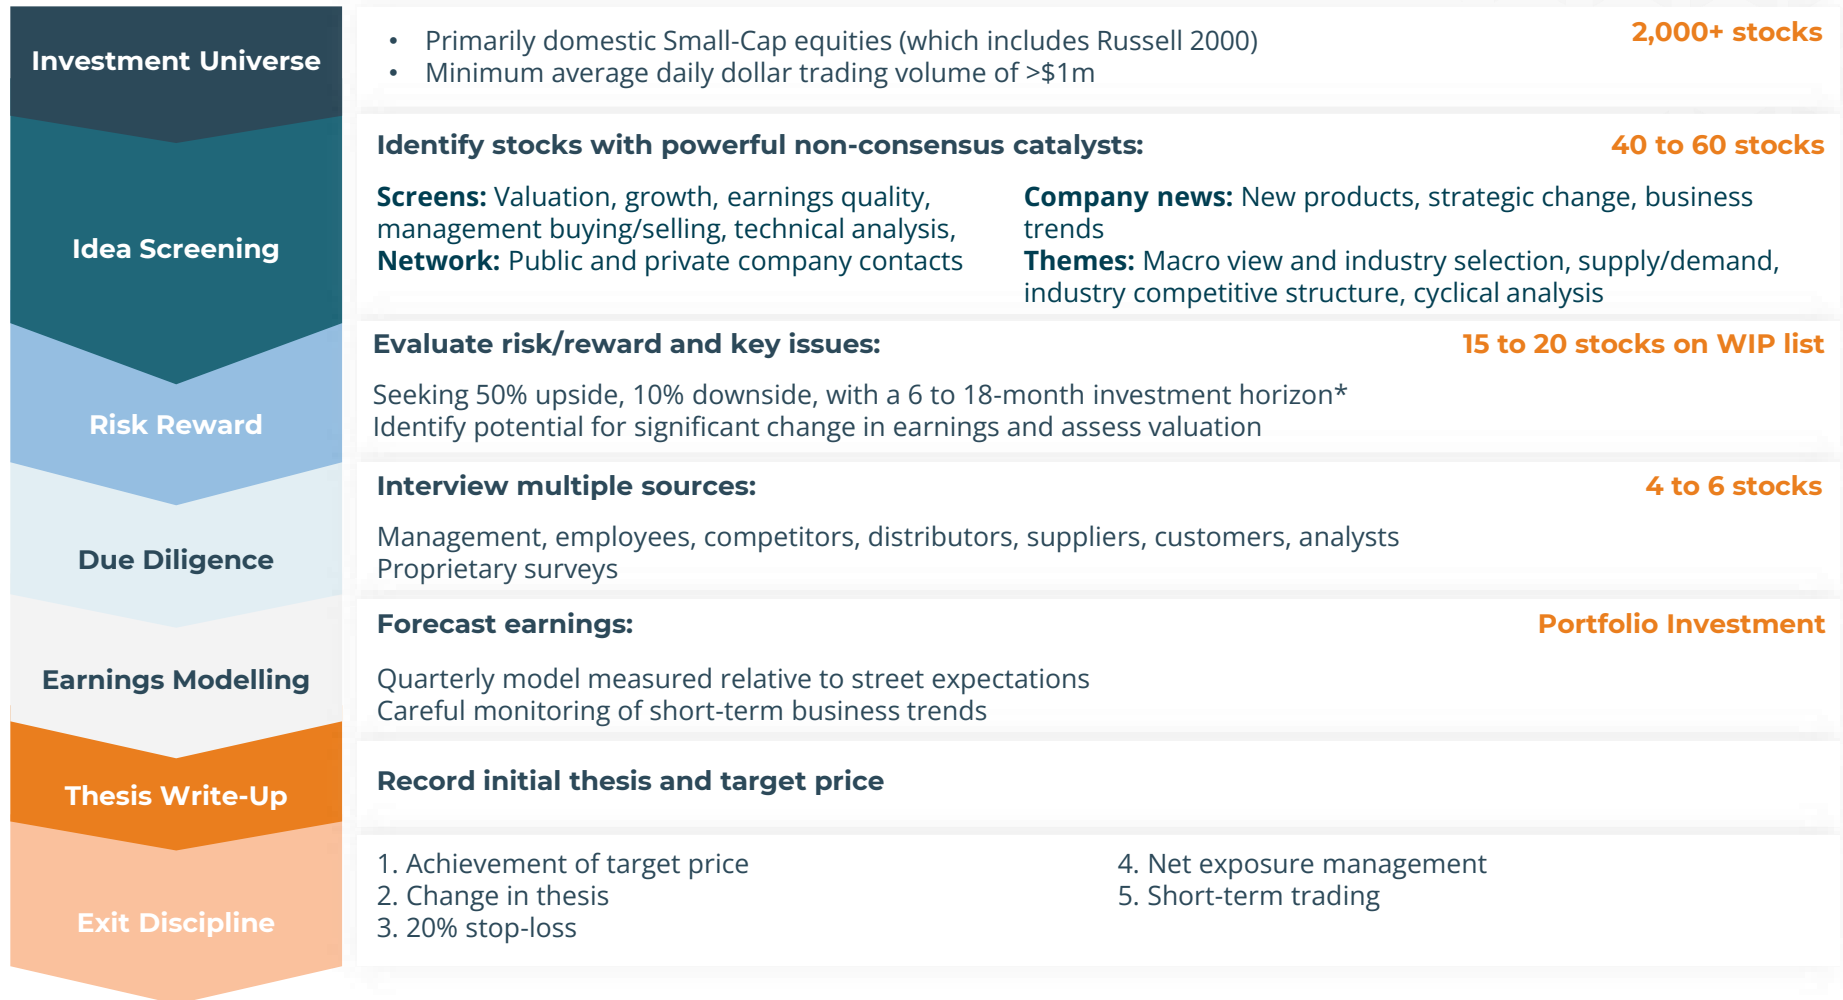 Investment Universe
• Primarily domestic Small-Cap equities (which includes Russell 2000)
• Minimum average daily dollar trading volume of >$1m
2,000+ stocks
Idea Screening
Identify stocks with powerful non-consensus catalysts:
40 to 60 stocks
Screens: Valuation, growth, earnings quality,
management buying/selling, technical analysis,
Network: Public and private company contacts
Company news: New products, strategic change, business
trends
Themes: Macro view and industry selection, supply/demand,
industry competitive structure, cyclical analysis
Risk Reward
Evaluate risk/reward and key issues:
15 to 20 stocks on WIP list
Seeking 50% upside, 10% downside, with a 6 to 18-month investment horizon*
Identify potential for significant change in earnings and assess valuation
Due Diligence
Interview multiple sources:
4 to 6 stocks
Management, employees, competitors, distributors, suppliers, customers, analysts
Proprietary surveys
Earnings Modelling
Forecast earnings:
Portfolio Investment
Quarterly model measured relative to street expectations
Careful monitoring of short-term business trends
Thesis Write-Up
Record initial thesis and target price
Exit Discipline
1. Achievement of target price
2. Change in thesis
3. 20% stop-loss
4. Net exposure management
5. Short-term trading